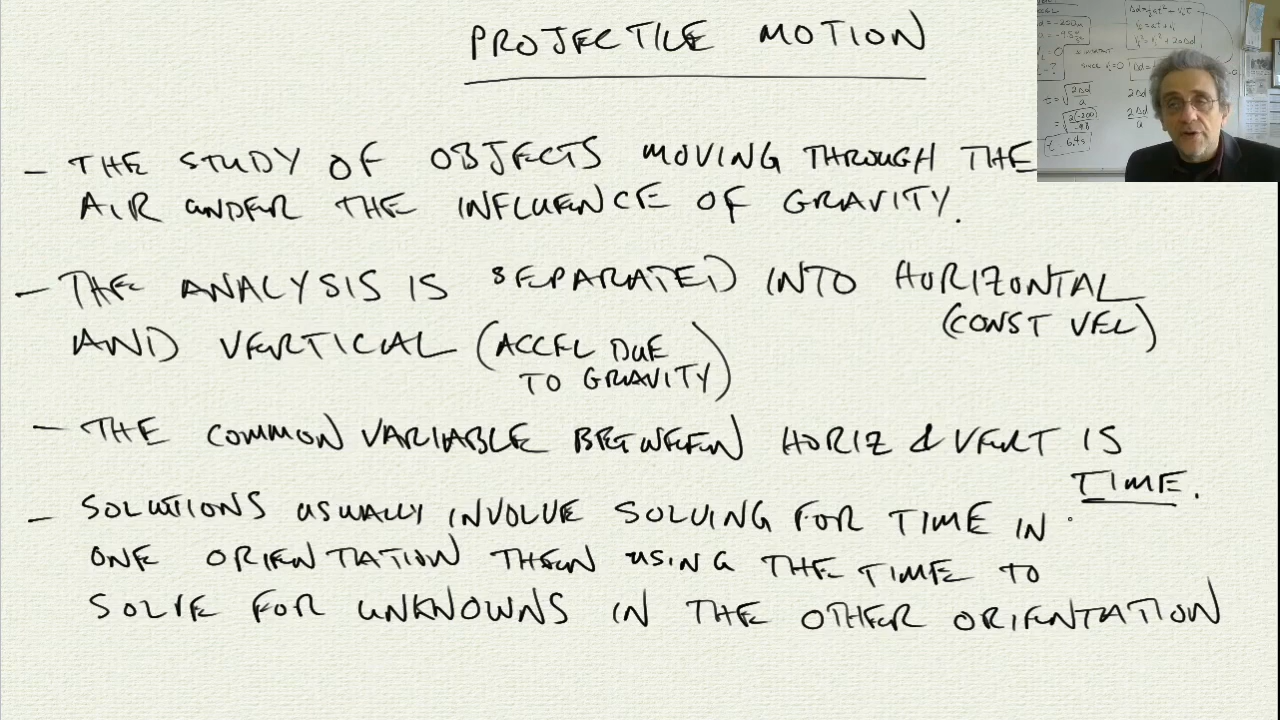 PROJECTILE MOTION
- THE STUDY OF OBJECTS MOVING THROUGH THE
AIR UNDER THE INFLUENCE OF GRAVITY.
- THE ANALYSIS IS SEPARATED INTO HORIZONTAL
(CONST VEL)
AND VERTICAL (ACCEL DUE
TO GRAVITY)
- THE COMMON VARIABLE BETWEEN HORIZ & VERT IS
TIME.
- SOLUTIONS USUALLY INVOLVE SOLVING FOR TIME IN
ONE ORIENTATION THEN USING THE TIME TO
SOLVE FOR UNKNOWNS IN THE OTHER ORIENTATION